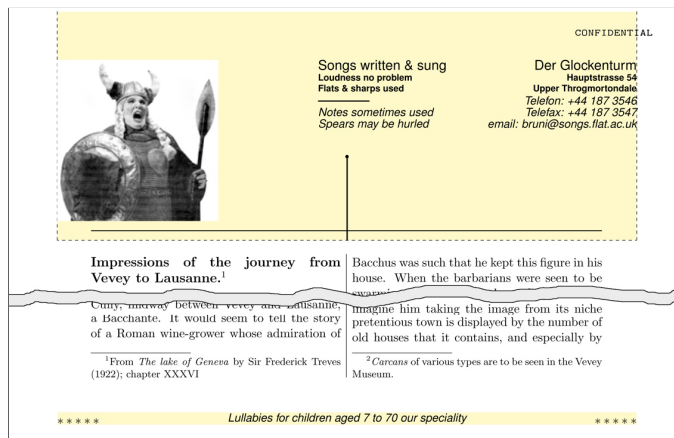 CONFIDENTIAL
Songs written & sung
Loudness no problem
Flats & sharps used
Notes sometimes used
Spears may be hurled
Der Glockenturm
Hauptstrasse 54
Upper Throgmortondale
Telefon: +44 187 3546
Telefax: +44 187 3547
email: bruni@songs.flat.ac.uk
Impressions of the journey from
Vevey to Lausanne.1
Cully, midway between Vevey and Lausanne,
a Bacchante. It would seem to tell the story
of a Roman wine-grower whose admiration of
1From The lake of Geneva by Sir Frederick Treves
(1922); chapter XXXVI
Bacchus was such that he kept this figure in his
house. When the barbarians were seen to be
imagine him taking the image from its niche
pretentious town is displayed by the number of
old houses that it contains, and especially by
2Carcans of various types are to be seen in the Vevey
Museum.
* * * * *
Lullabies for children aged 7 to 70 our speciality
* * * * *